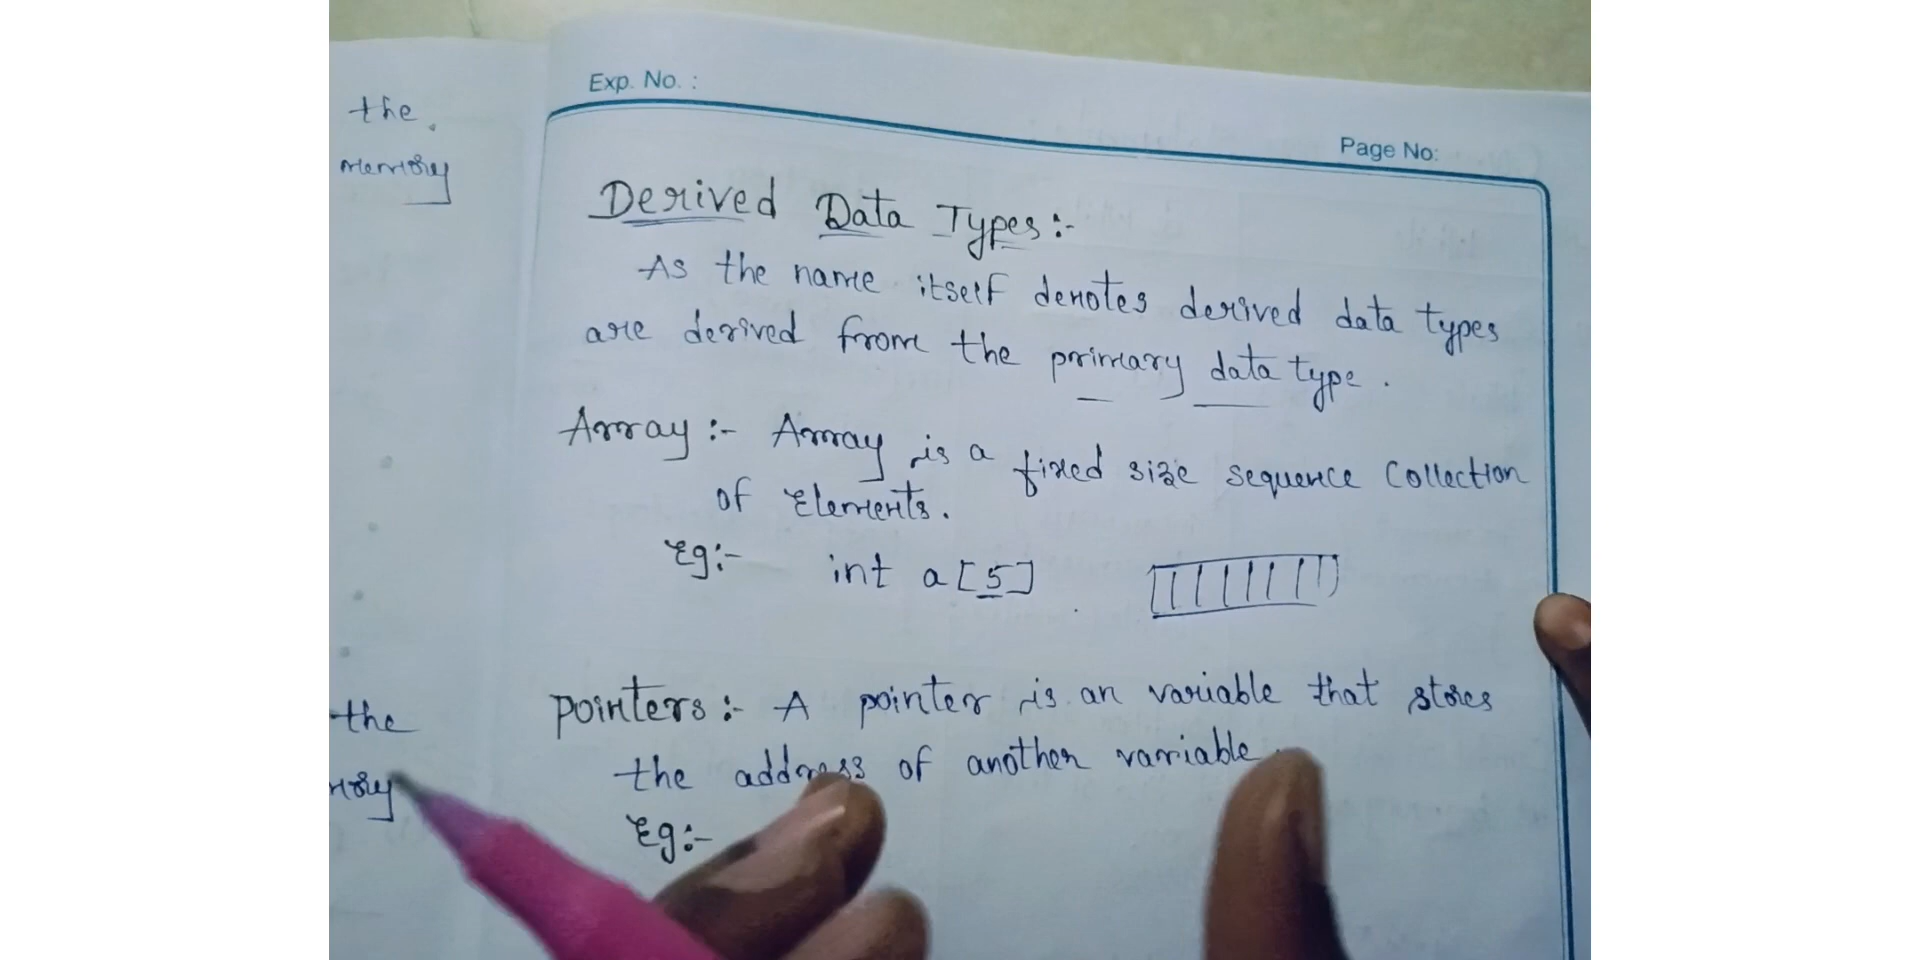 Exp. No. :
Page No:
the
memory
Derived Data Types :-
As the name itself denotes derived data types
are derived from the primary data type .
Array :- Array is a fixed size sequence collection
of Elements .
Eg :- int a [ 5 ]
the
Pointers :- A pointer is an variable that stores
the address of another variable
Eg :-